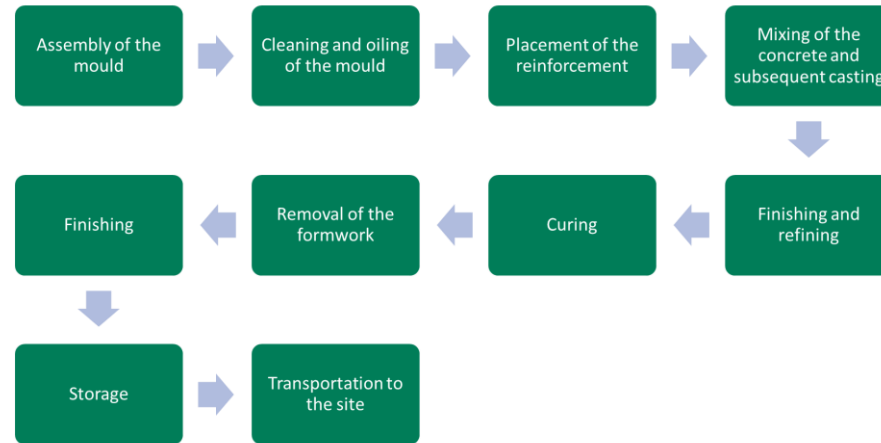 Assembly of the
mould
Cleaning and oiling
of the mould
Placement of the
reinforcement
Mixing of the
concrete and
subsequent casting
Finishing and
refining
Curing
Removal of the
formwork
Finishing
Storage
Transportation to
the site